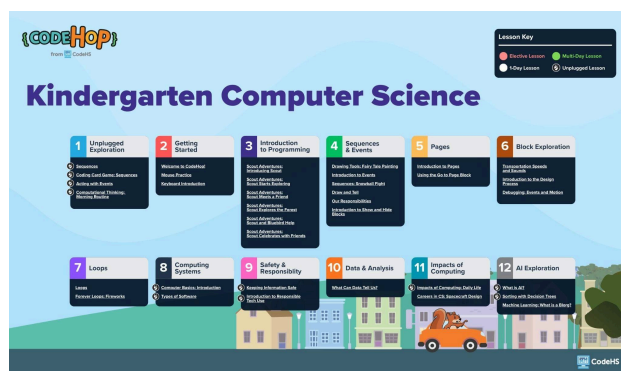 {CODEHOP}
from CodeHS
Lesson Key
Elective Lesson
Multi-Day Lesson
1-Day Lesson
Unplugged Lesson
Kindergarten Computer Science
1 Unplugged Exploration
Sequences
Coding Card Game: Sequences
Acting with Events
Computational Thinking:
Morning Routine
2 Getting Started
Welcome to CodeHop!
Mouse Practice
Keyboard Introduction
3 Introduction to Programming
Scout Adventures:
Introducing Scout
Scout Adventures:
Scout Starts Exploring
Scout Adventures:
Scout Meets a Friend
Scout Adventures:
Scout Explores the Forest
Scout Adventures:
Scout and Bluebird Help
Scout Adventures:
Scout Celebrates with Friends
4 Sequences & Events
Drawing Tools: Fairy Tale Painting
Introduction to Events
Sequences: Snowball Fight
Draw and Tell
Our Responsibilities
Introduction to Show and Hide
Blocks
5 Pages
Introduction to Pages
Using the Go to Page Block
6 Block Exploration
Transportation Speeds
and Sounds
Introduction to the Design
Process
Debugging: Events and Motion
7 Loops
Loops
Forever Loops: Fireworks
8 Computing Systems
Computer Basics: Introduction
Types of Software
9 Safety & Responsiblity
Keeping Information Safe
Introduction to Responsible
Tech Use
10 Data & Analysis
What Can Data Tell Us?
11 Impacts of Computing
Impacts of Computing: Daily Life
Careers in CS: Spacecraft Design
12 AI Exploration
What is AI?
Sorting with Decision Trees
Machine Learning: What is a Blorg?
CodeHS